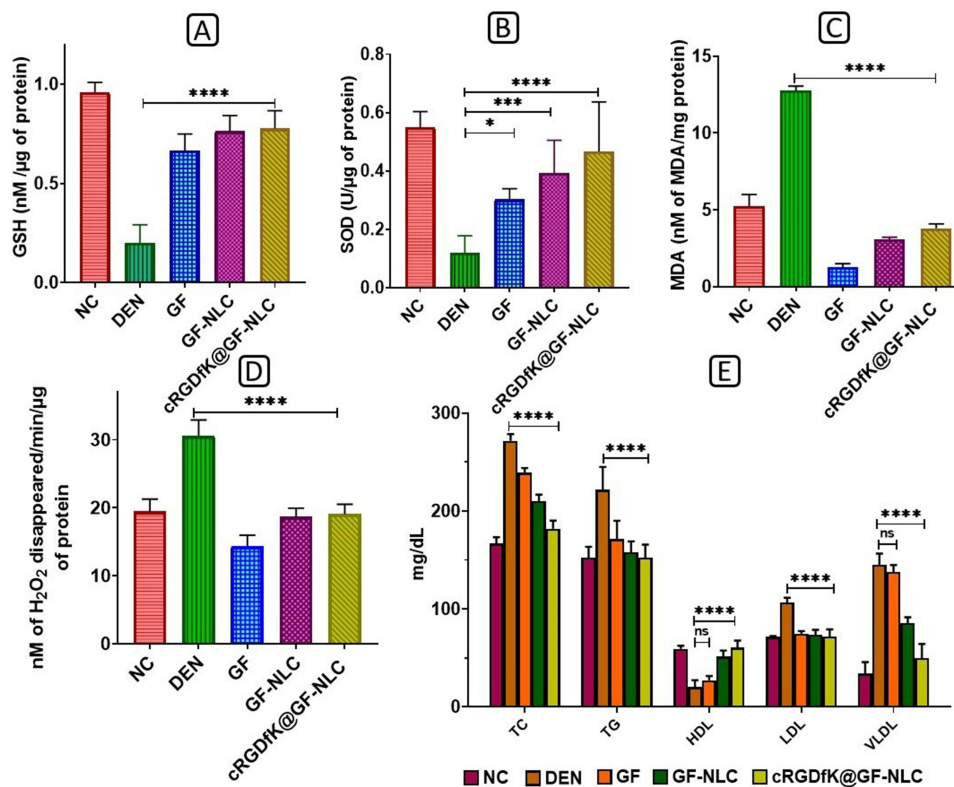 A
GSH (nM /µg of protein)
1.0
0.5
0.0
****
NC
DEN
GF
GF-NLC
cRGDfK@GF-NLC
B
SOD (U/µg of protein)
0.8
0.6
0.4
0.2
0.0
****
***
*
NC
DEN
GF
GF-NLC
cRGDfK@GF-NLC
C
MDA (nM of MDA/mg protein)
15
10
5
0
****
NC
DEN
GF
GF-NLC
cRGDfK@GF-NLC
D
nM of H₂O₂ disappeared/min/µg
of protein
30
20
10
0
****
NC
DEN
GF
GF-NLC
cRGDfK@GF-NLC
E
mg/dL
300
200
100
0
****
****
ns
****
****
ns
****
TC
TG
HDL
LDL
VLDL
NC DEN GF GF-NLC cRGDfK@GF-NLC